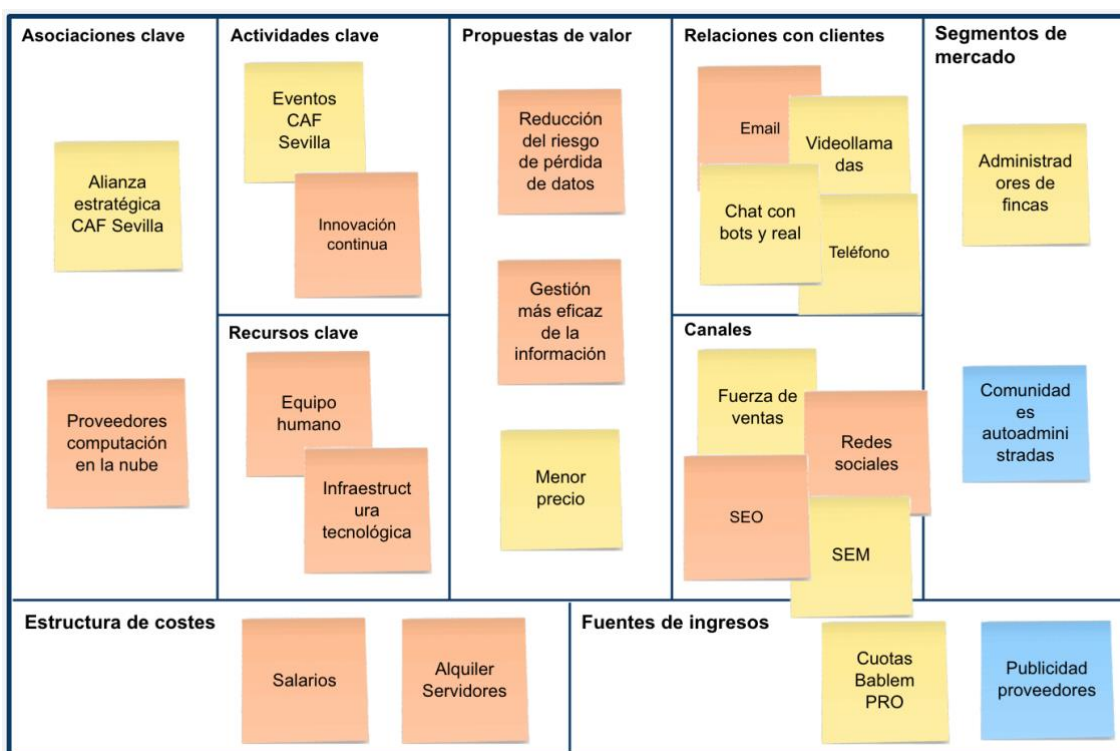 Asociaciones clave
Alianza
estratégica
CAF Sevilla
Proveedores
computación
en la nube
Actividades clave
Eventos
CAF
Sevilla
Innovación
continua
Recursos clave
Equipo
humano
Infraestruct
ura
tecnológica
Propuestas de valor
Reducción
del riesgo
de pérdida
de datos
Gestión
más eficaz
de la
información
Menor
precio
Relaciones con clientes
Email
Videollama
das
Chat con
bots y real
Teléfono
Canales
Fuerza de
ventas
Redes
sociales
SEO
SEM
Segmentos de
mercado
Administrad
ores de
fincas
Comunidad
es
autoadmini
stradas
Estructura de costes
Salarios
Alquiler
Servidores
Fuentes de ingresos
Cuotas
Bablem
PRO
Publicidad
proveedores